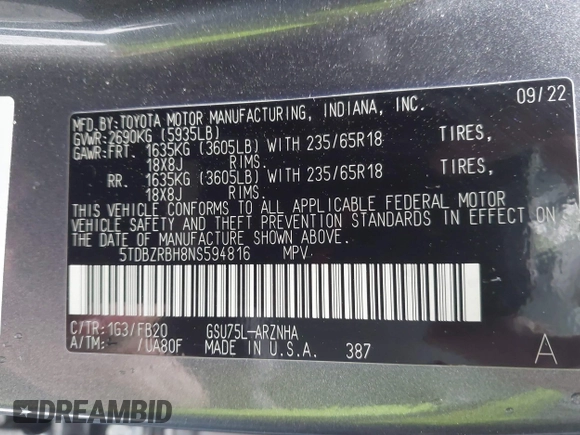 MFD. BY: TOYOTA MOTOR MANUFACTURING, INDIANA, INC. 09/22
GVWR: 2690KG (5935LB)
GAWR: FRT. 1635KG (3605LB) WITH 235/65R18 TIRES,
18X8J RIMS.
RR. 1635KG (3605LB) WITH 235/65R18 TIRES,
18X8J RIMS.
THIS VEHICLE CONFORMS TO ALL APPLICABLE FEDERAL MOTOR
VEHICLE SAFETY AND THEFT PREVENTION STANDARDS IN EFFECT ON
THE DATE OF MANUFACTURE SHOWN ABOVE.
5TDBZRBH8NS594816 MPV
C/TR: 1G3/FB20 GSU75L-ARZNHA
A/TM: - /UA80F MADE IN U.S.A. 387 A
DREAMBID